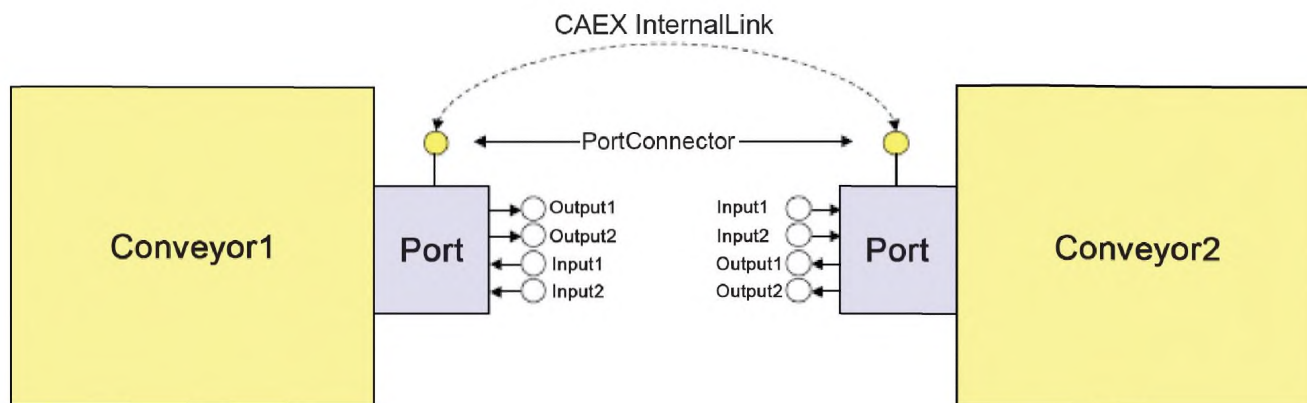 CAEX InternalLink
PortConnector
Conveyor1
Port
Output1
Output2
Input1
Input2
Input1
Input2
Output1
Output2
Port
Conveyor2